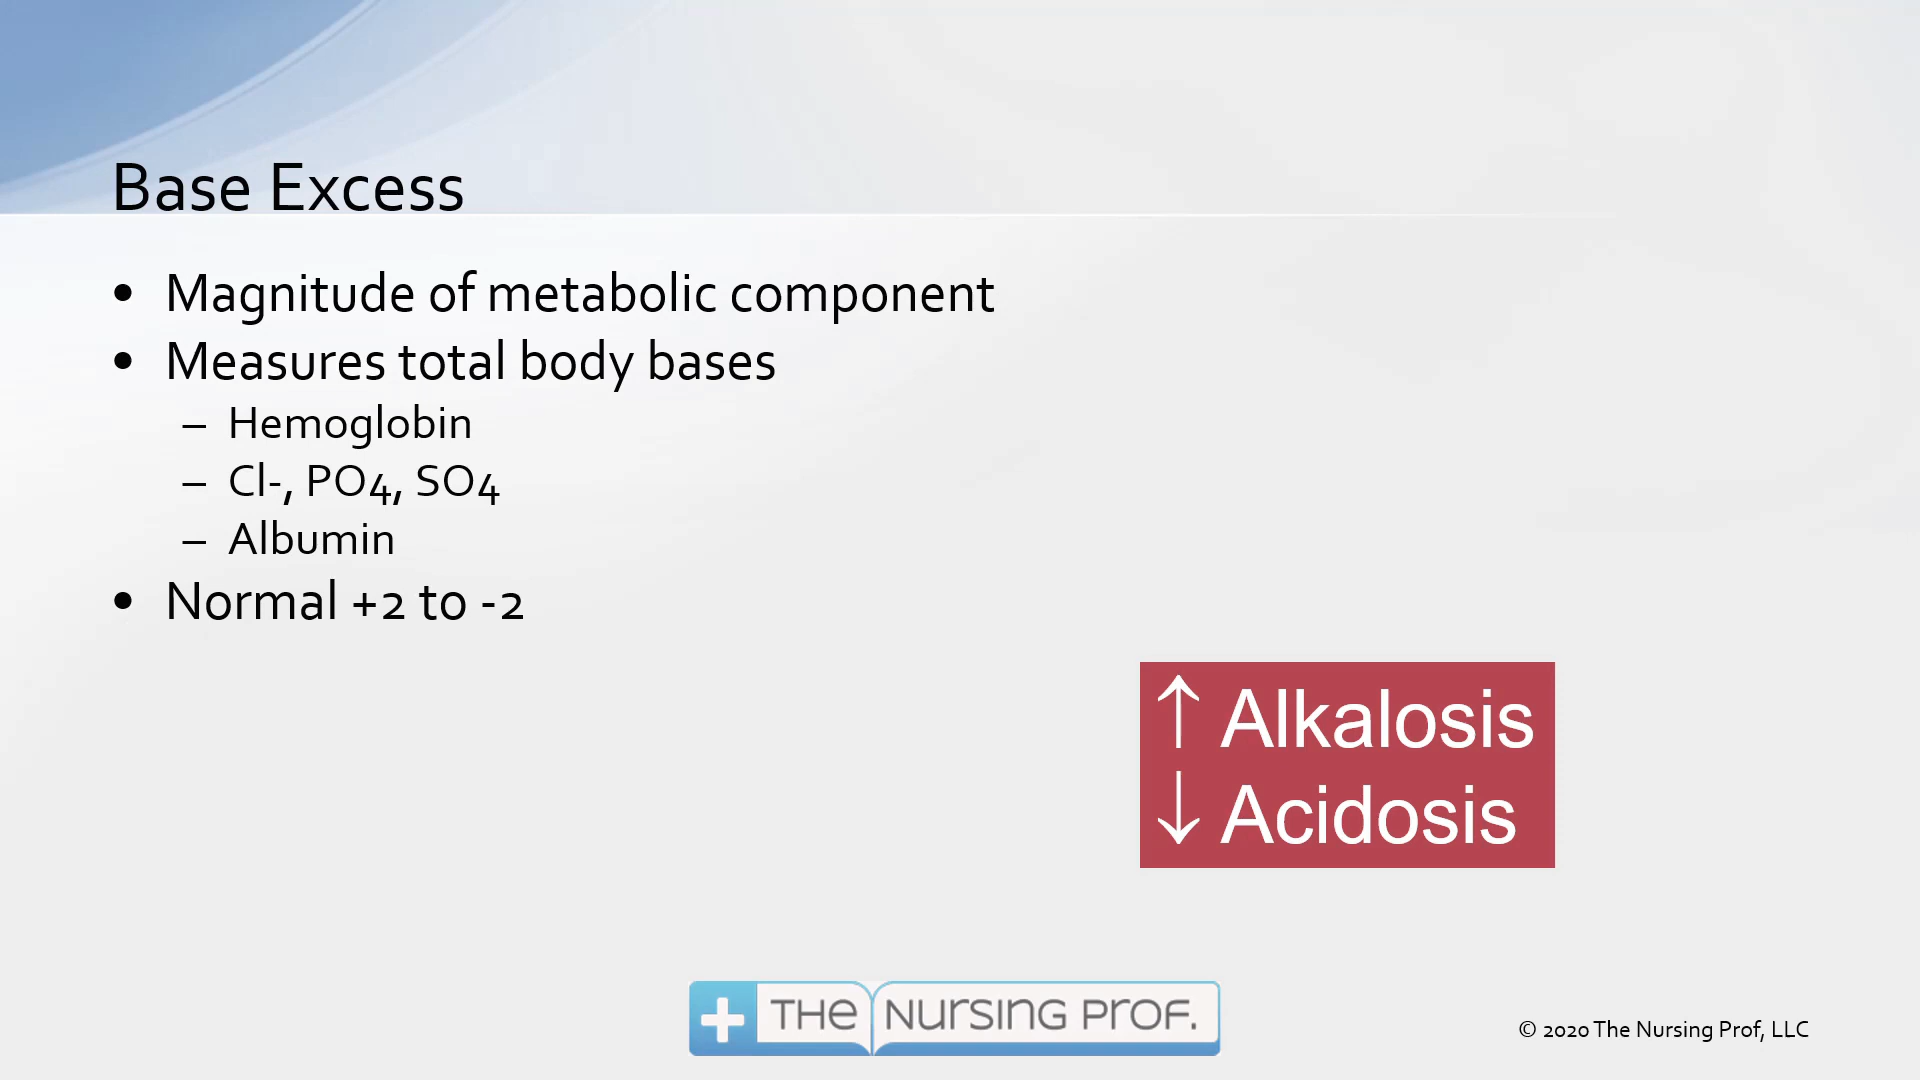 Base Excess
• Magnitude of metabolic component
• Measures total body bases
– Hemoglobin
– Cl-, PO4, SO4
– Albumin
• Normal +2 to -2
↑ Alkalosis
↓ Acidosis
THE NURSING PROF.
© 2020 The Nursing Prof, LLC